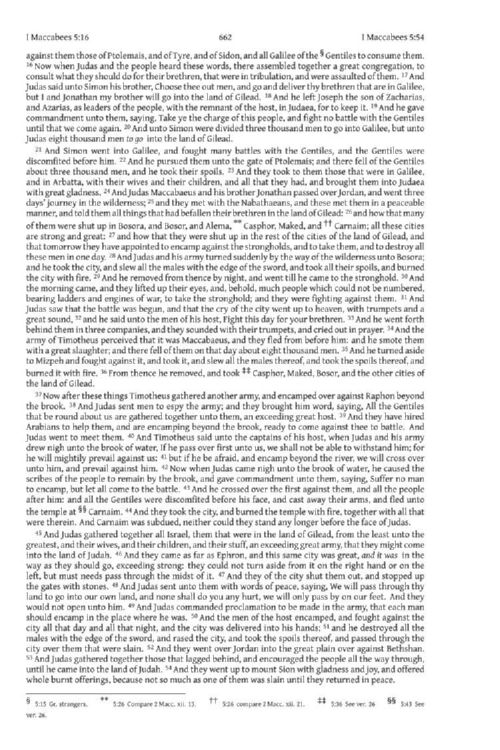 I Maccabees 5:16 662 I Maccabees 5:54
against them those of Ptolemais, and of Tyre, and of Sidon, and all Galilee of the § Gentiles to consume them.
16 Now when Judas and the people heard these words, there assembled together a great congregation, to
consult what they should do for their brethren, that were in tribulation, and were assaulted of them. 17 And
Judas said unto Simon his brother, Choose thee out men, and go and deliver thy brethren that are in Galilee,
but I and Jonathan my brother will go into the land of Gilead. 18 And he left Joseph the son of Zacharias,
and Azarias, as leaders of the people, with the remnant of the host, in Judaea, for to keep it. 19 And he gave
commandment unto them, saying, Take ye the charge of this people, and fight no battle with the Gentiles
until that we come again. 20 And unto Simon were divided three thousand men to go into Galilee, but unto
Judas eight thousand men to go into the land of Gilead.
21 And Simon went into Galilee, and fought many battles with the Gentiles, and the Gentiles were
discomfited before him. 22 And he pursued them unto the gate of Ptolemais; and there fell of the Gentiles
about three thousand men, and he took their spoils. 23 And they took to them those that were in Galilee,
and in Arbatta, with their wives and their children, and all that they had, and brought them into Judaea
with great gladness. 24 And Judas Maccabaeus and his brother Jonathan passed over Jordan, and went three
days' journey in the wilderness; 25 and they met with the Nabathaeans, and these met them in a peaceable
manner, and told them all things that had befallen their brethren in the land of Gilead: 26 and how that many
of them were shut up in Bosora, and Bosor, and Alema, ** Casphor, Maked, and †† Carnaim; all these cities
are strong and great: 27 and how that they were shut up in the rest of the cities of the land of Gilead, and
that tomorrow they have appointed to encamp against the strongholds, and to take them, and to destroy all
these men in one day. 28 And Judas and his army turned suddenly by the way of the wilderness unto Bosora;
and he took the city, and slew all the males with the edge of the sword, and took all their spoils, and burned
the city with fire. 29 And he removed from thence by night, and went till he came to the stronghold. 30 And
the morning came, and they lifted up their eyes, and, behold, much people which could not be numbered,
bearing ladders and engines of war, to take the stronghold; and they were fighting against them. 31 And
Judas saw that the battle was begun, and that the cry of the city went up to heaven, with trumpets and a
great sound, 32 and he said unto the men of his host, Fight this day for your brethren. 33 And he went forth
behind them in three companies, and they sounded with their trumpets, and cried out in prayer. 34 And the
army of Timotheus perceived that it was Maccabaeus, and they fled from before him: and he smote them
with a great slaughter; and there fell of them on that day about eight thousand men. 35 And he turned aside
to Mizpeh and fought against it, and took it, and slew all the males thereof, and took the spoils thereof, and
burned it with fire. 36 From thence he removed, and took ‡‡ Casphor, Maked, Bosor, and the other cities of
the land of Gilead.
37 Now after these things Timotheus gathered another army, and encamped over against Raphon beyond
the brook. 38 And Judas sent men to espy the army; and they brought him word, saying, All the Gentiles
that be round about us are gathered together unto them, an exceeding great host. 39 And they have hired
Arabians to help them, and are encamping beyond the brook, ready to come against thee to battle. And
Judas went to meet them. 40 And Timotheus said unto the captains of his host, when Judas and his army
drew nigh unto the brook of water, If he pass over first unto us, we shall not be able to withstand him; for
he will mightily prevail against us: 41 but if he be afraid, and encamp beyond the river, we will cross over
unto him, and prevail against him. 42 Now when Judas came nigh unto the brook of water, he caused the
scribes of the people to remain by the brook, and gave commandment unto them, saying, Suffer no man
to encamp, but let all come to the battle. 43 And he crossed over the first against them, and all the people
after him: and all the Gentiles were discomfited before his face, and cast away their arms, and fled unto
the temple at §§ Carnaim. 44 And they took the city, and burned the temple with fire, together with all that
were therein. And Carnaim was subdued, neither could they stand any longer before the face of Judas.
45 And Judas gathered together all Israel, them that were in the land of Gilead, from the least unto the
greatest, and their wives, and their children, and their stuff, an exceeding great army, that they might come
into the land of Judah. 46 And they came as far as Ephron, and this same city was great, and it was in the
way as they should go, exceeding strong: they could not turn aside from it on the right hand or on the
left, but must needs pass through the midst of it. 47 And they of the city shut them out, and stopped up
the gates with stones. 48 And Judas sent unto them with words of peace, saying, We will pass through thy
land to go into our own land, and none shall do you any hurt, we will only pass by on our feet. And they
would not open unto him. 49 And Judas commanded proclamation to be made in the army, that each man
should encamp in the place where he was. 50 And the men of the host encamped, and fought against the
city all that day and all that night, and the city was delivered into his hands; 51 and he destroyed all the
males with the edge of the sword, and rased the city, and took the spoils thereof, and passed through the
city over them that were slain. 52 And they went over Jordan into the great plain over against Bethshan.
53 And Judas gathered together those that lagged behind, and encouraged the people all the way through,
until he came into the land of Judah. 54 And they went up to mount Sion with gladness and joy, and offered
whole burnt offerings, because not so much as one of them was slain until they returned in peace.
§ 5:15 Gr. strangers. ** 5:26 Compare 2 Macc. xii. 13. †† 5:26 compare 2 Macc. xii. 21. ‡‡ 5:36 See ver. 26 §§ 5:43 See
ver. 26.